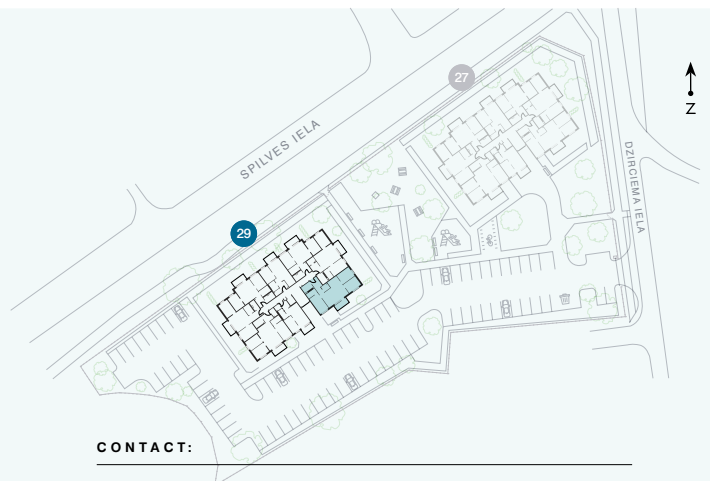 27
Z
SPILVES IELA
DZIRCIEMA IELA
29
CONTACT: